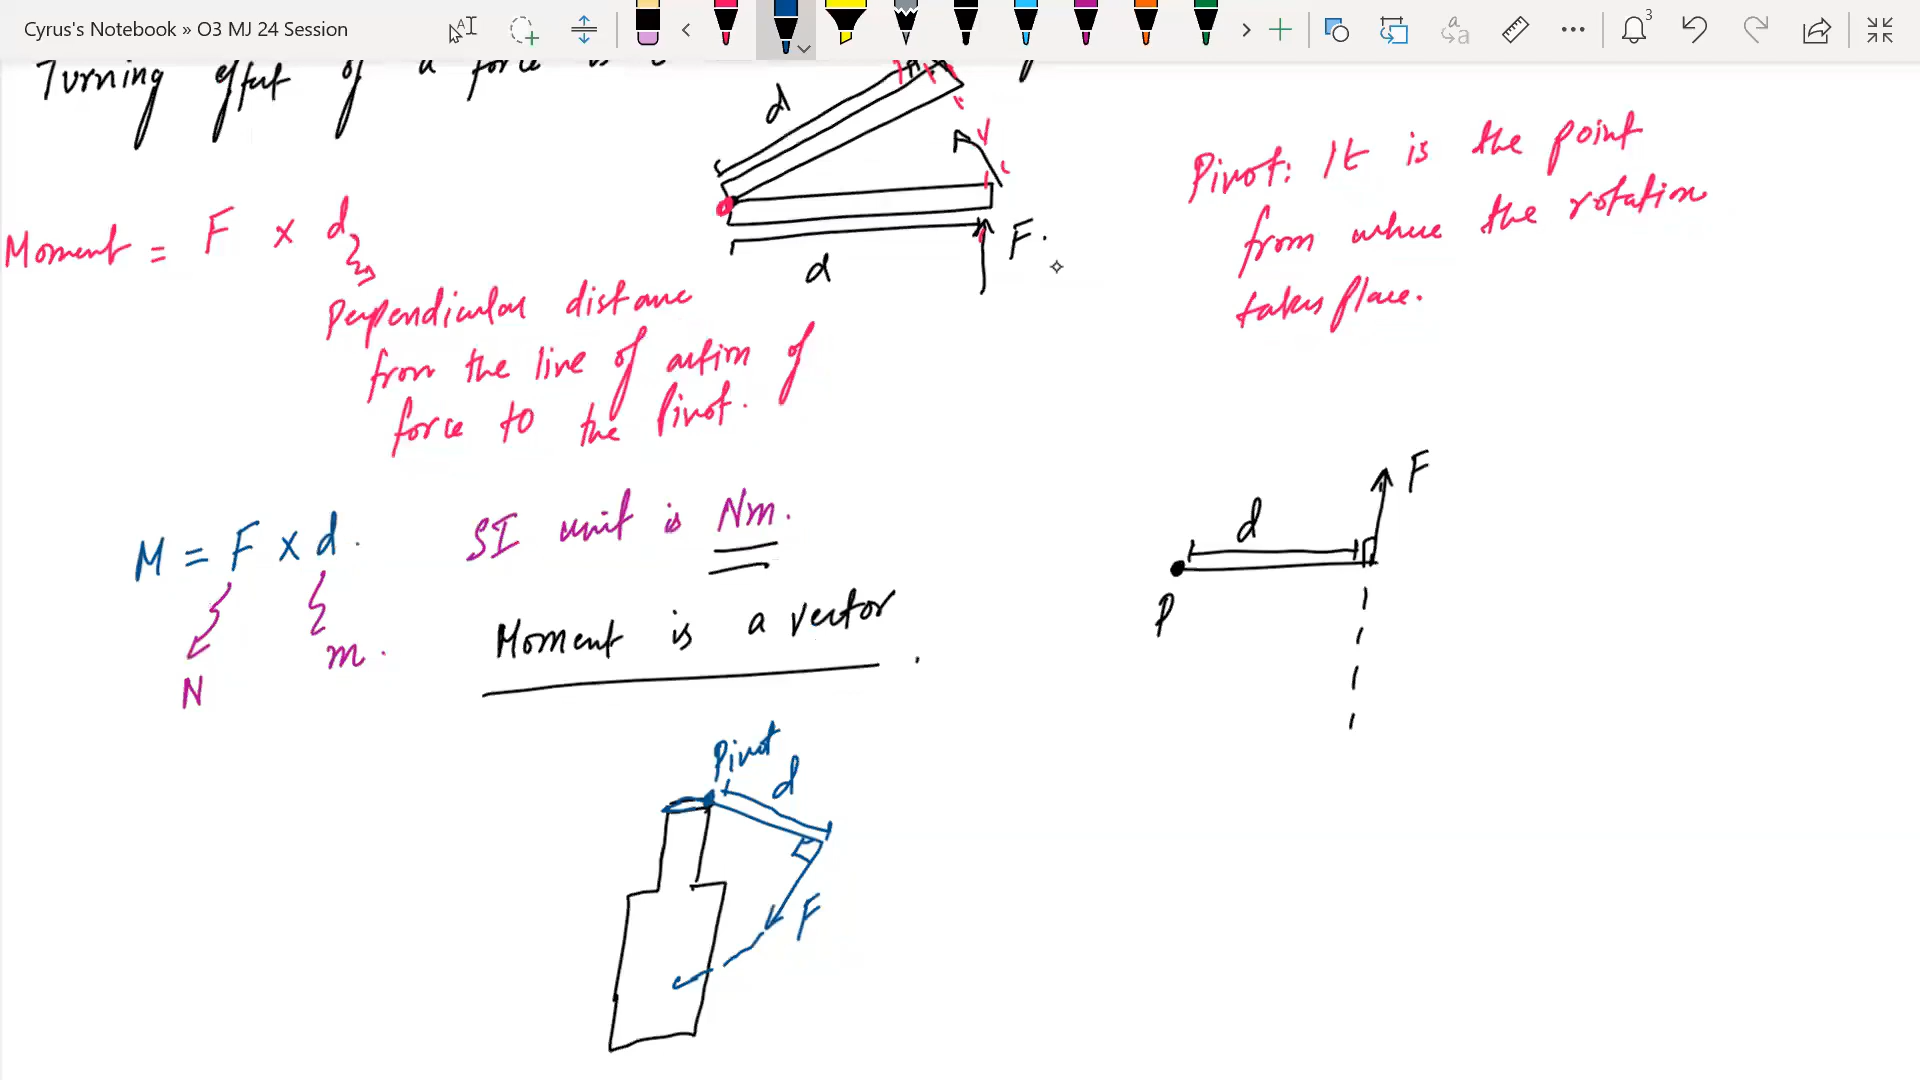 Cyrus's Notebook » O3 MJ 24 Session
3
Turning effect of a force is
d
Moment = F x d
Perpendicular distance
from the line of action of
force to the Pivot.
d
F.
Pivot: It is the point
from where the rotation
takes place.
M = F x d.
N
m.
SI unit is Nm.
Moment is a vector.
d
F
P
Pivot
d
F